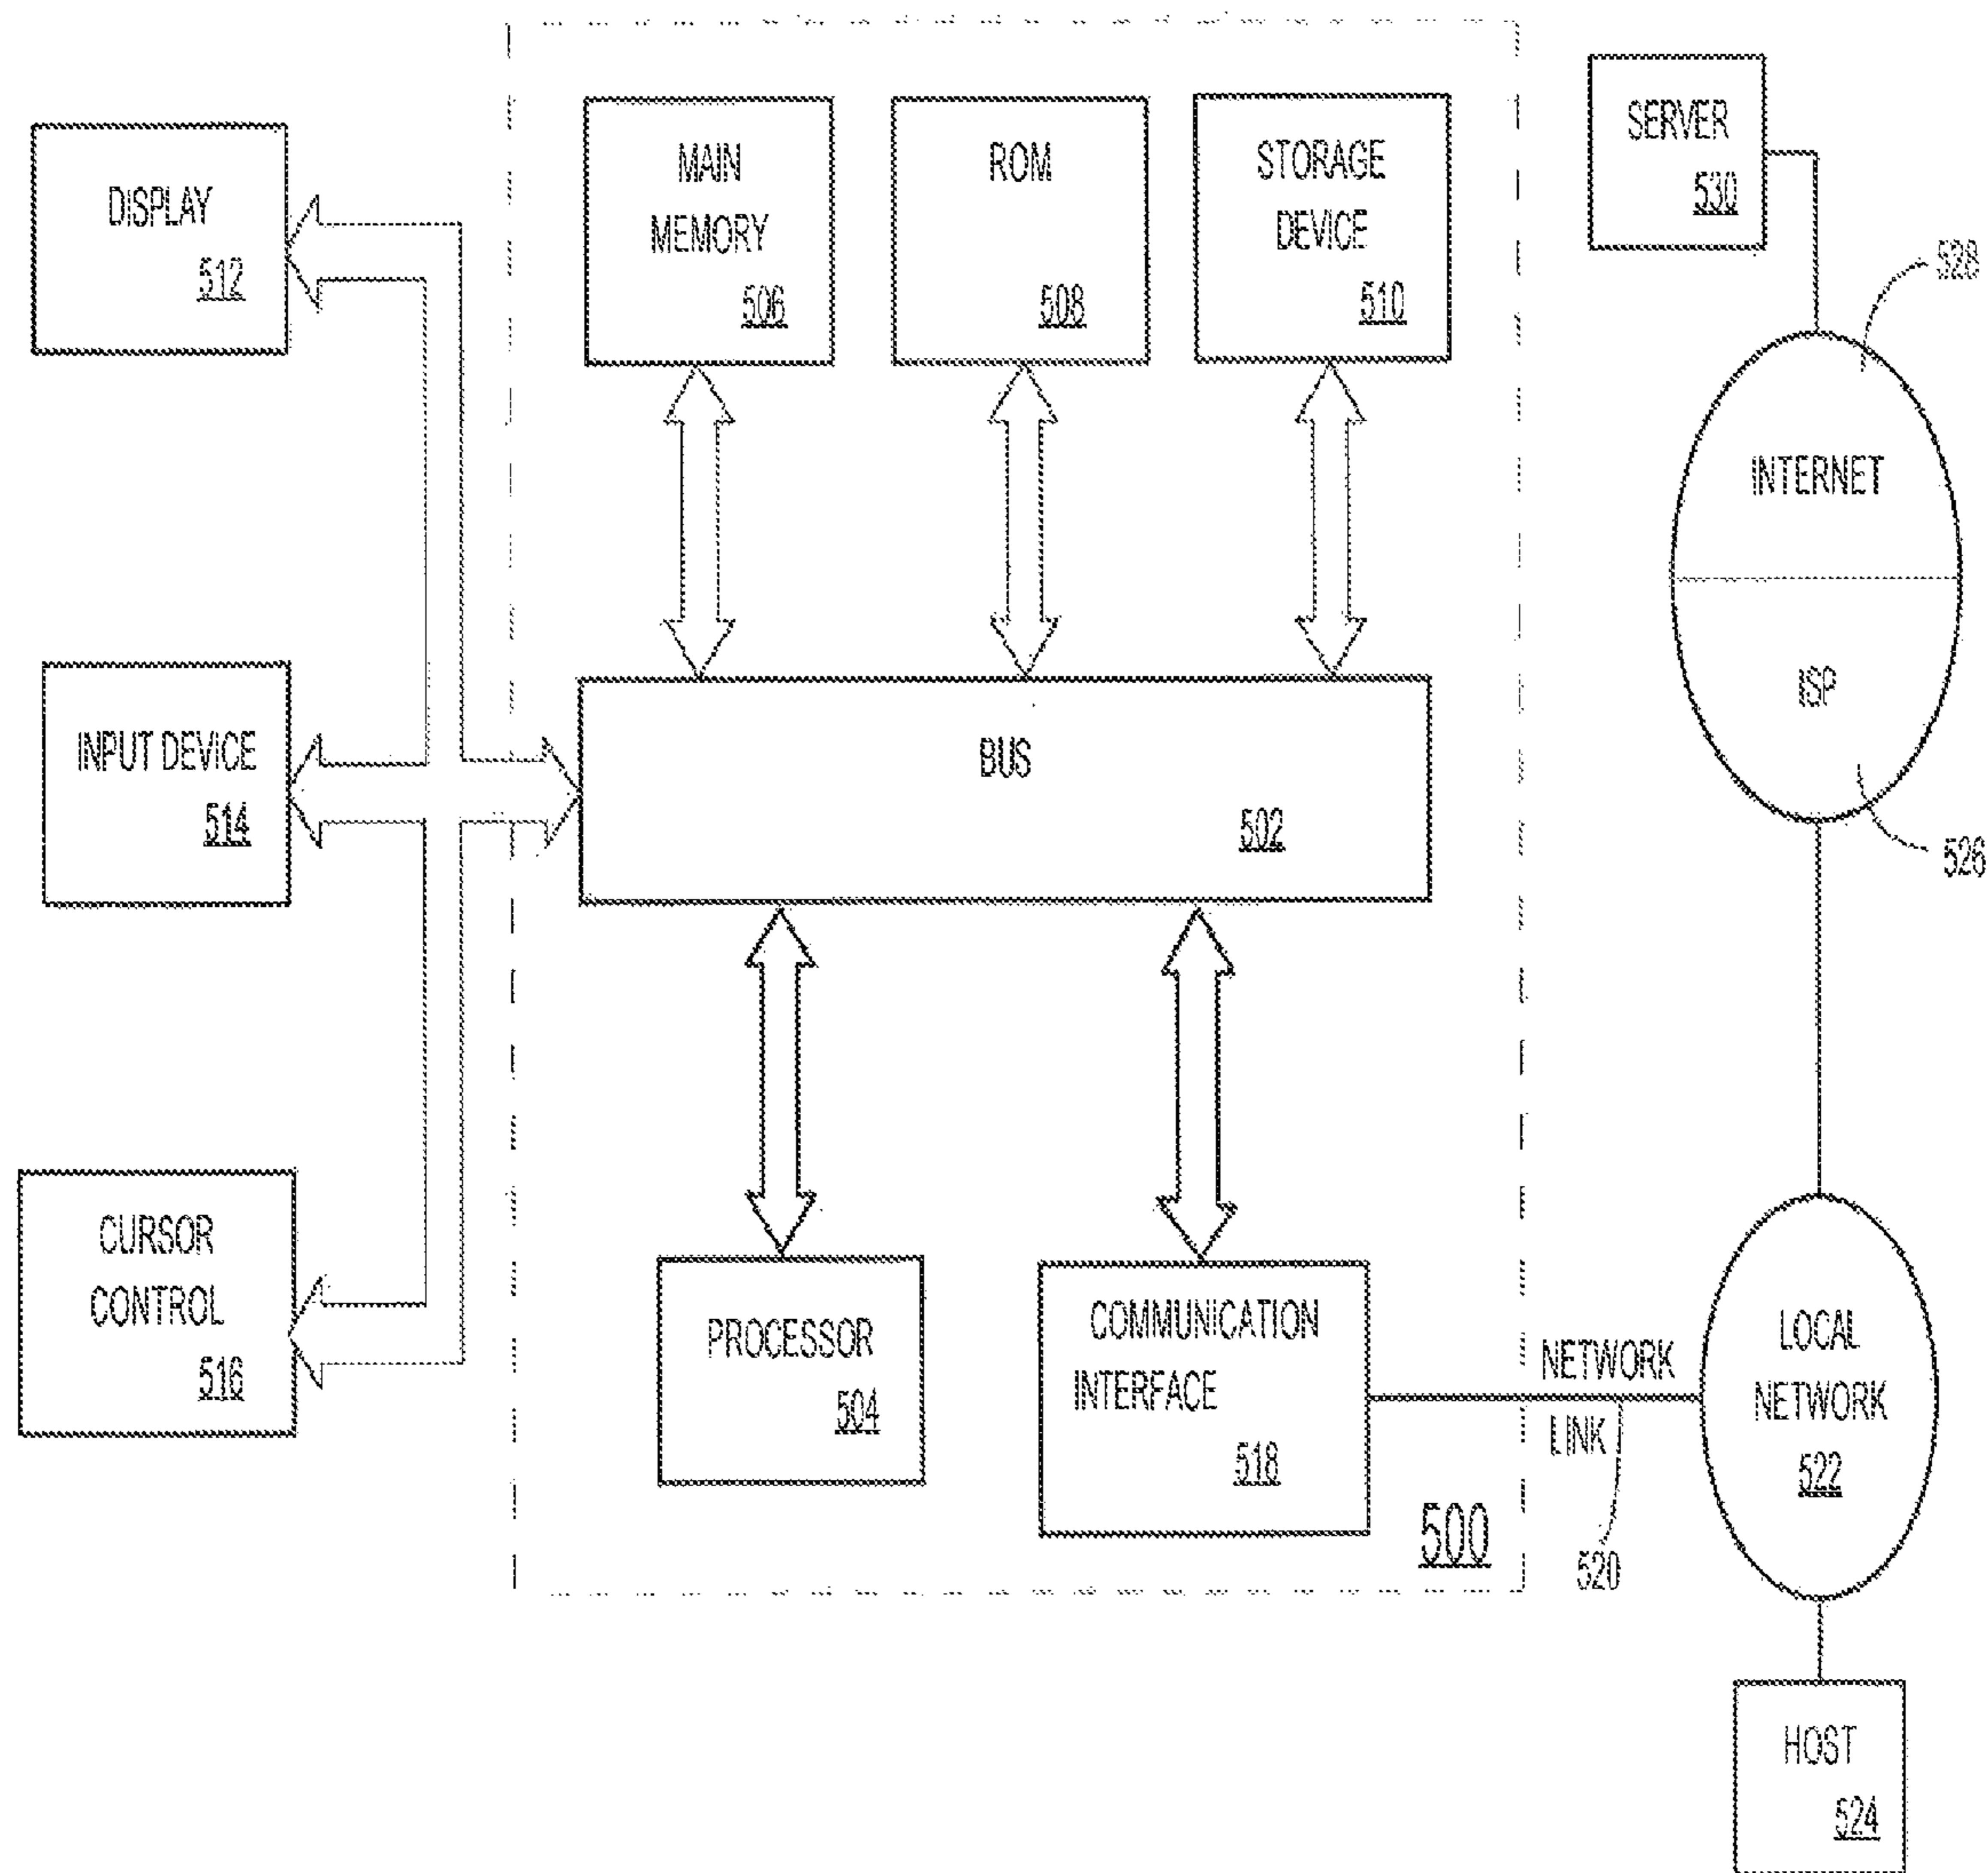 DISPLAY
512
INPUT DEVICE
514
CURSOR
CONTROL
516
MAIN
MEMORY
506
ROM
508
STORAGE
DEVICE
510
BUS
502
PROCESSOR
504
COMMUNICATION
INTERFACE
518
500
SERVER
530
528
INTERNET
ISP
526
NETWORK
LINK
520
LOCAL
NETWORK
522
HOST
524